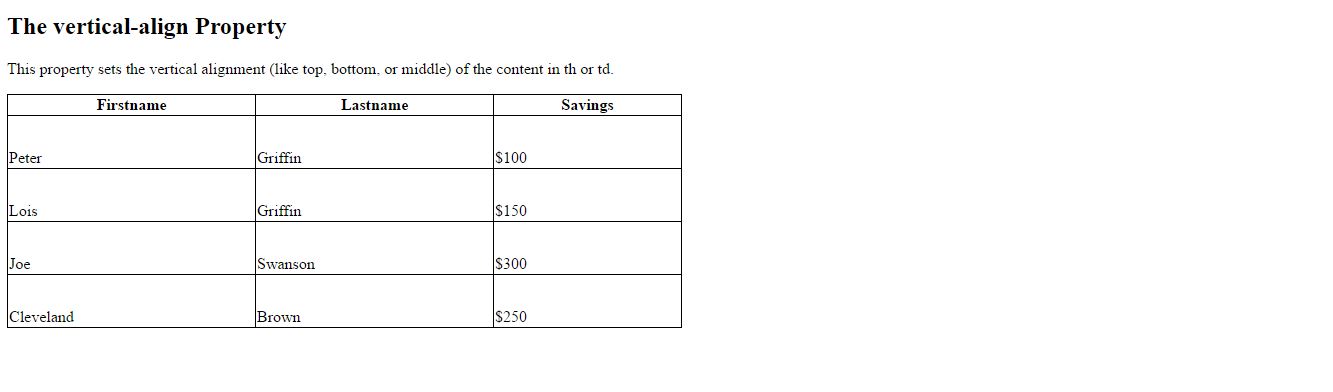 The vertical-align Property
This property sets the vertical alignment (like top, bottom, or middle) of the content in th or td.
Firstname Lastname Savings
Peter Griffin $100
Lois Griffin $150
Joe Swanson $300
Cleveland Brown $250